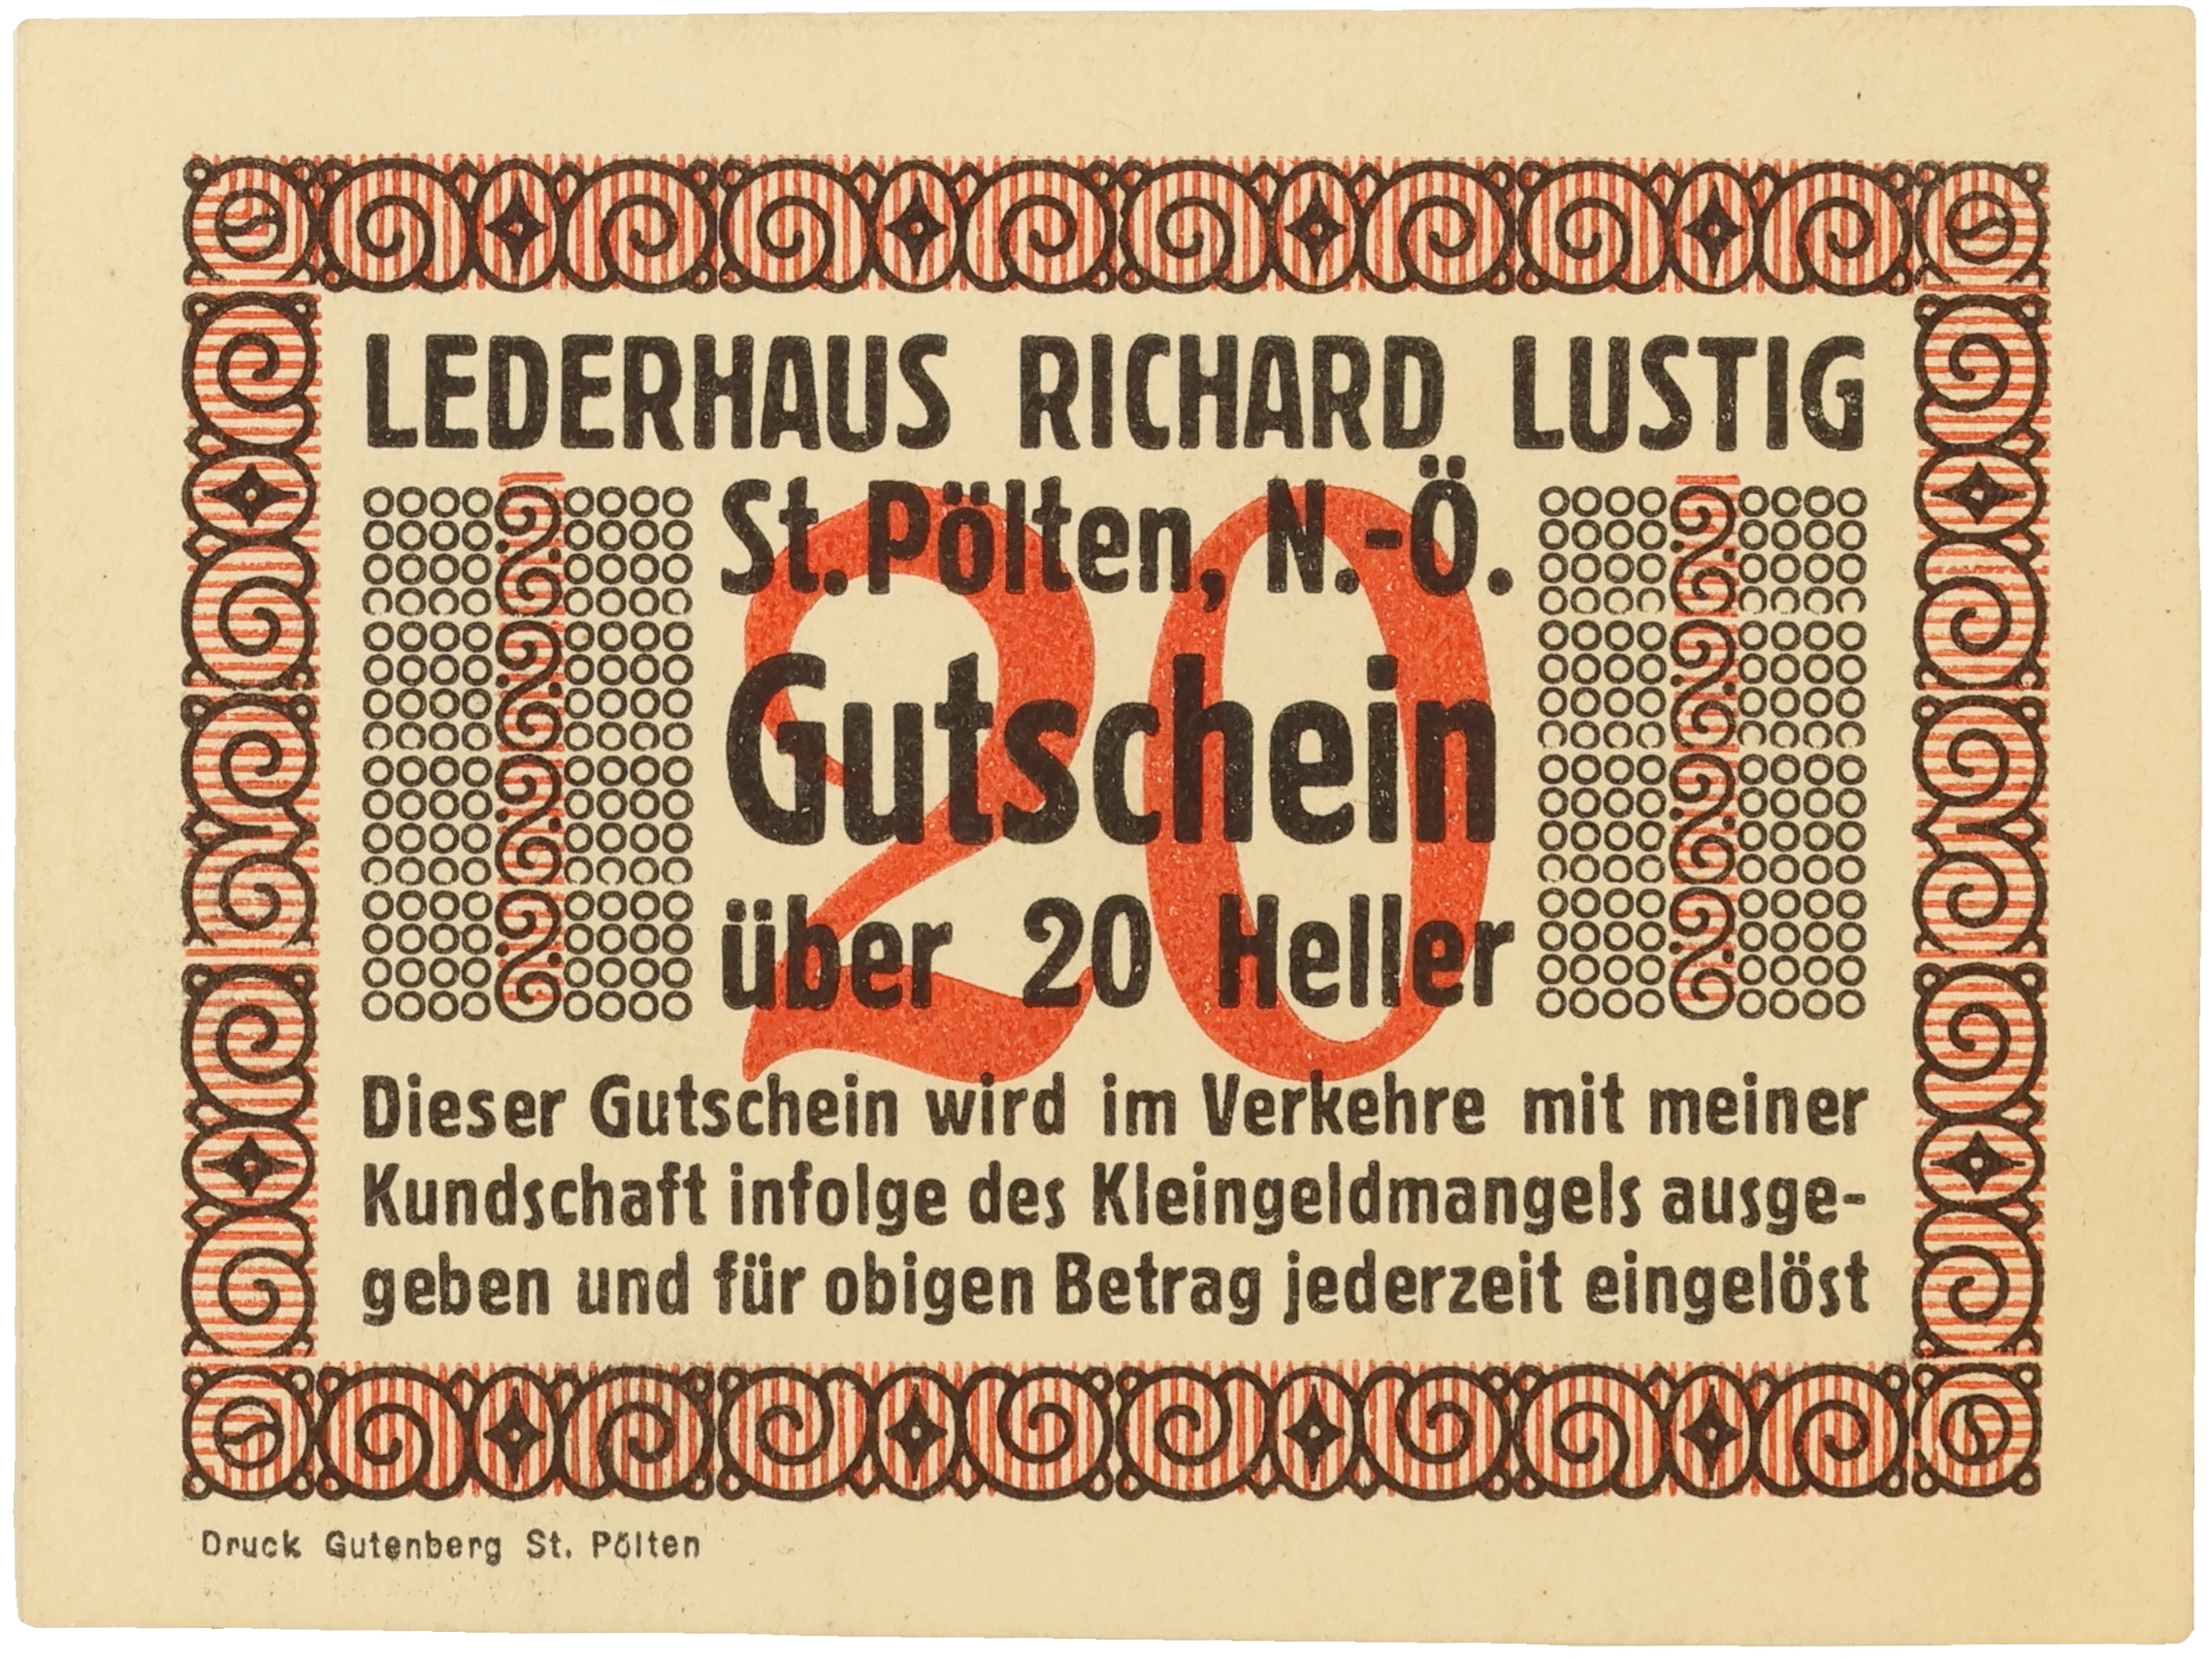 LEDERHAUS RICHARD LUSTIG
St. Pölten, N.-Ö.
20
Gutschein
über 20 Heller
Dieser Gutschein wird im Verkehre mit meiner
Kundschaft infolge des Kleingeldmangels ausge-
geben und für obigen Betrag jederzeit eingelöst
Druck Gutenberg St. Pölten